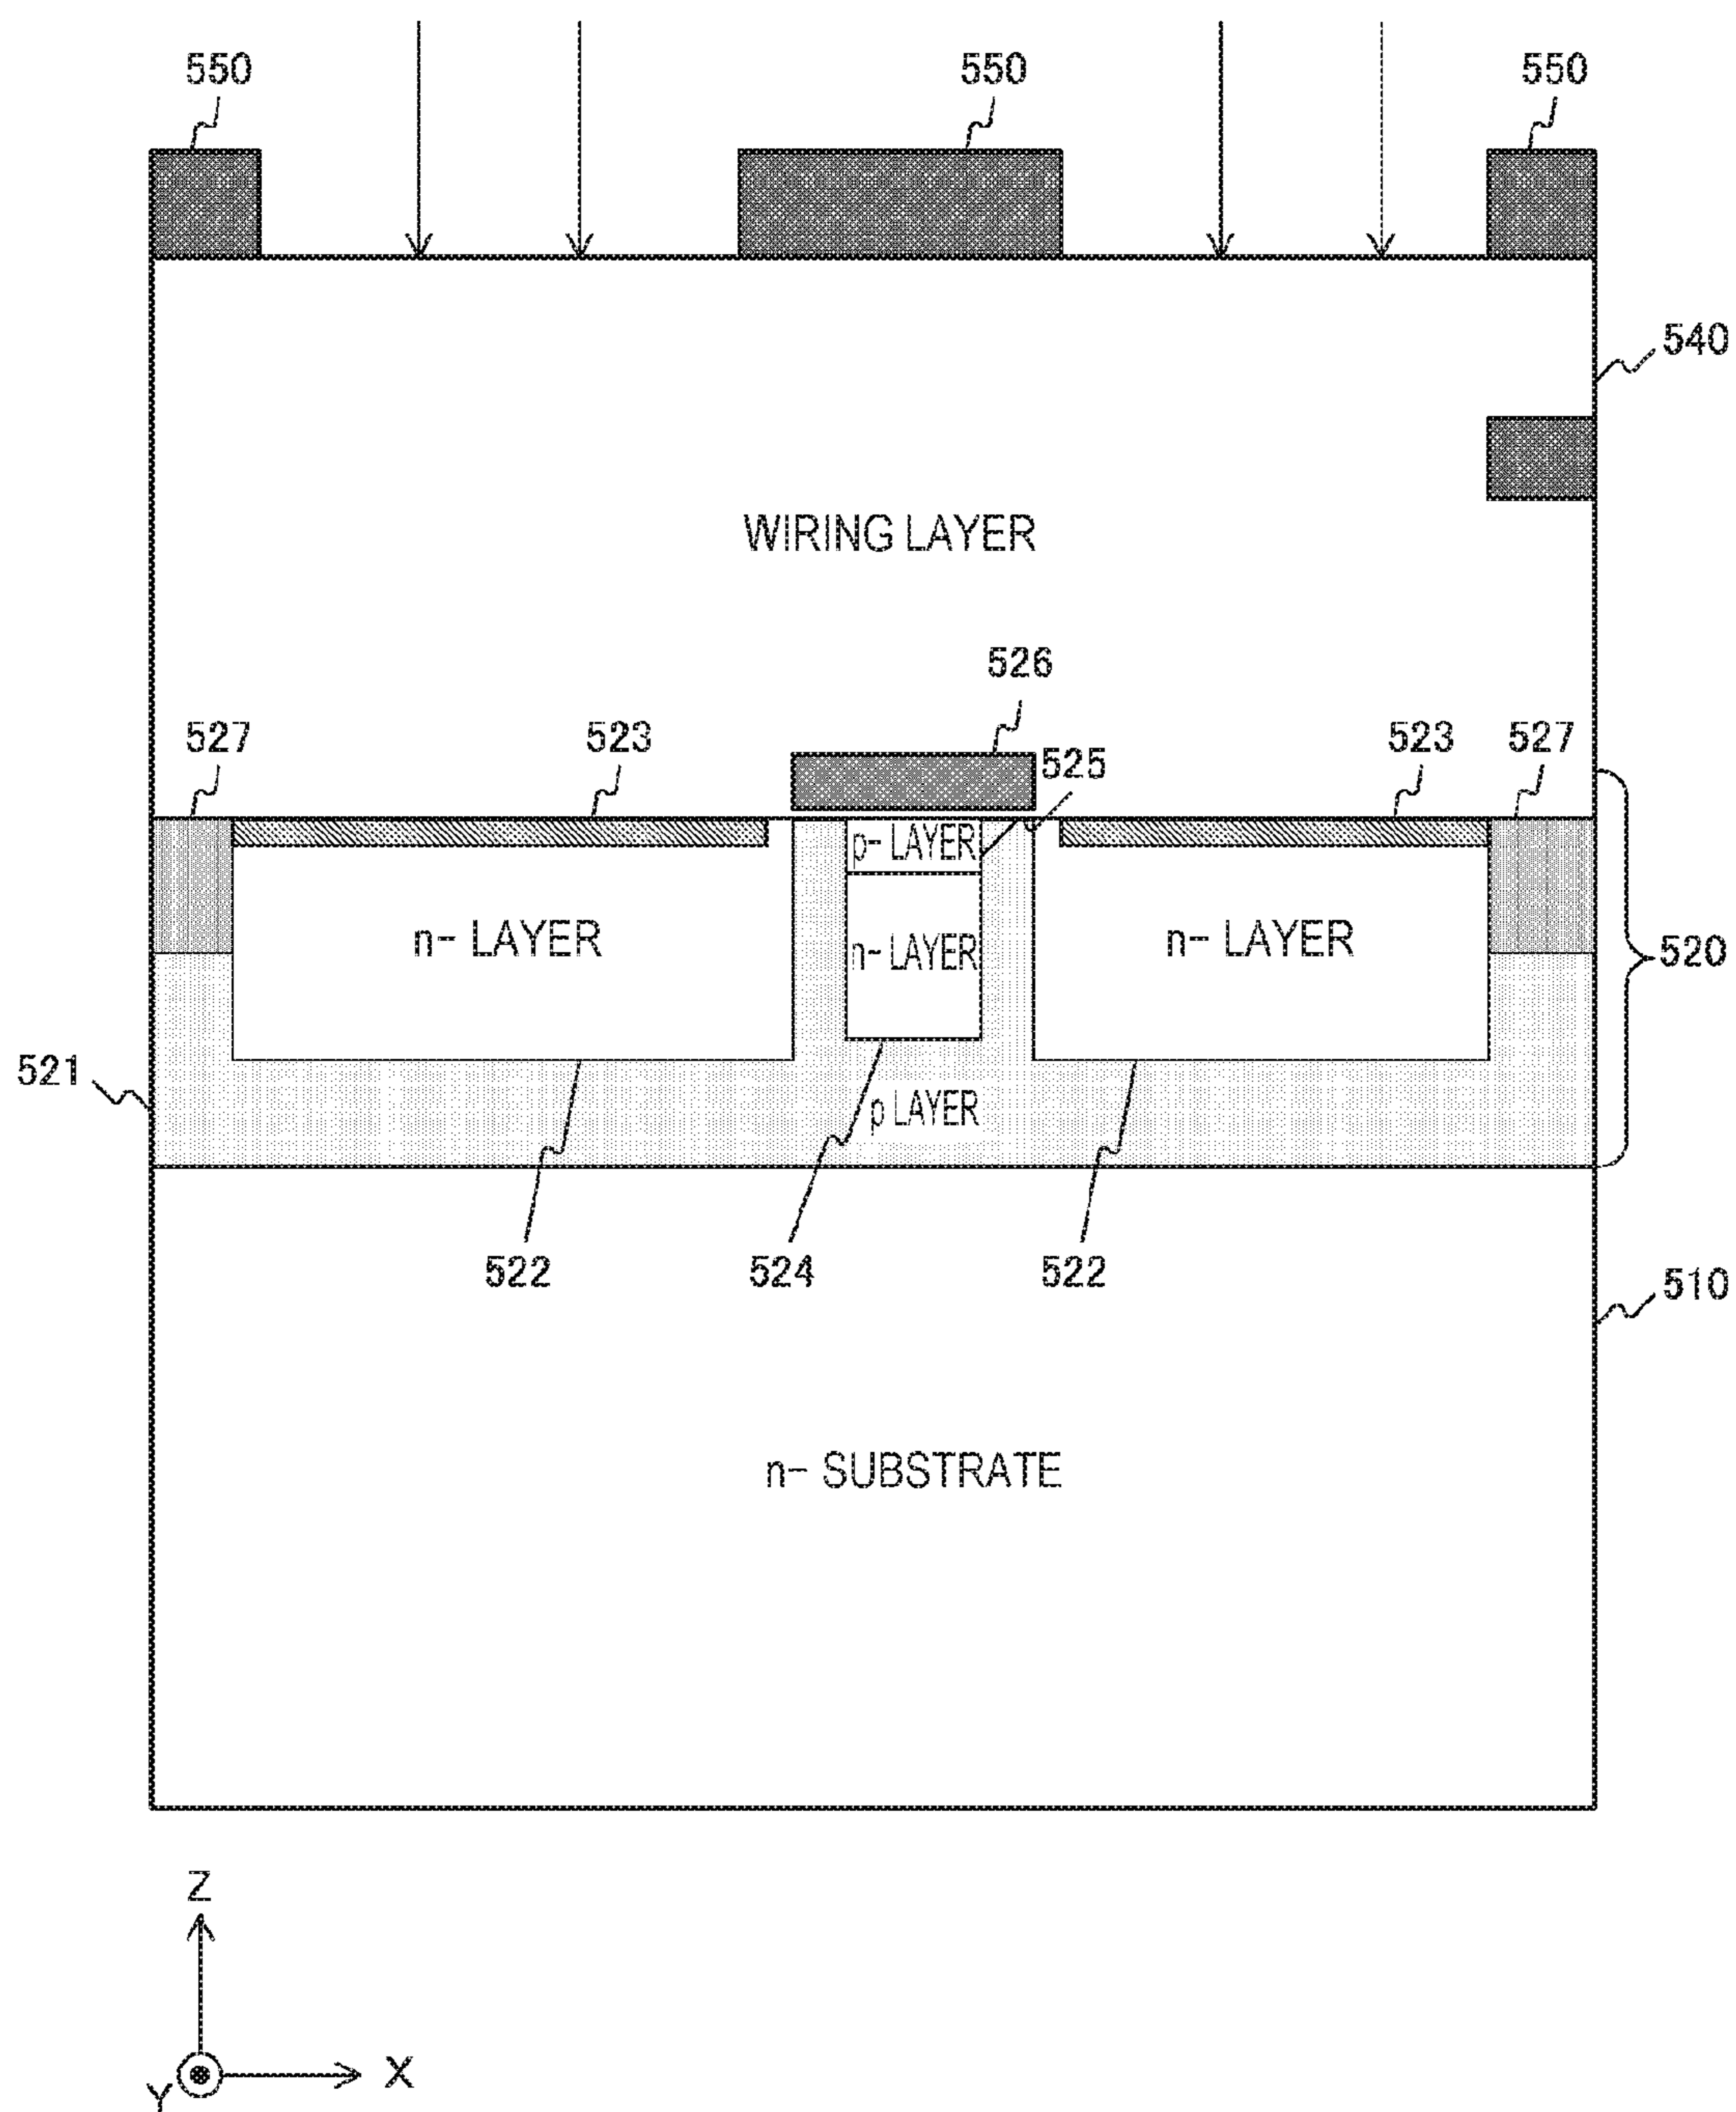 550 550 550
540
WIRING LAYER
526
527 523 525 523 527
p- LAYER
n- LAYER n- LAYER n- LAYER
520
521
p LAYER
522 524 522
510
n- SUBSTRATE
Z
Y X